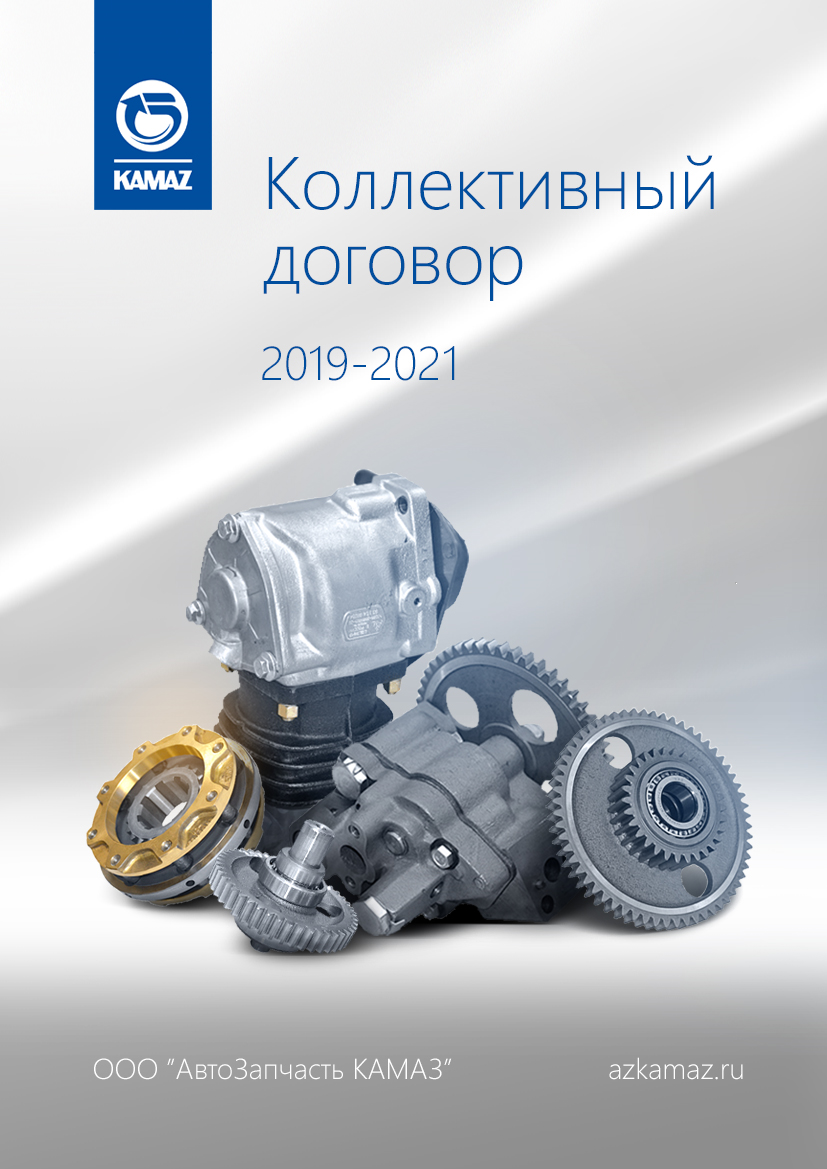 KAMAZ
Коллективный
договор
2019-2021
ООО "АвтоЗапчасть КАМАЗ"
azkamaz.ru